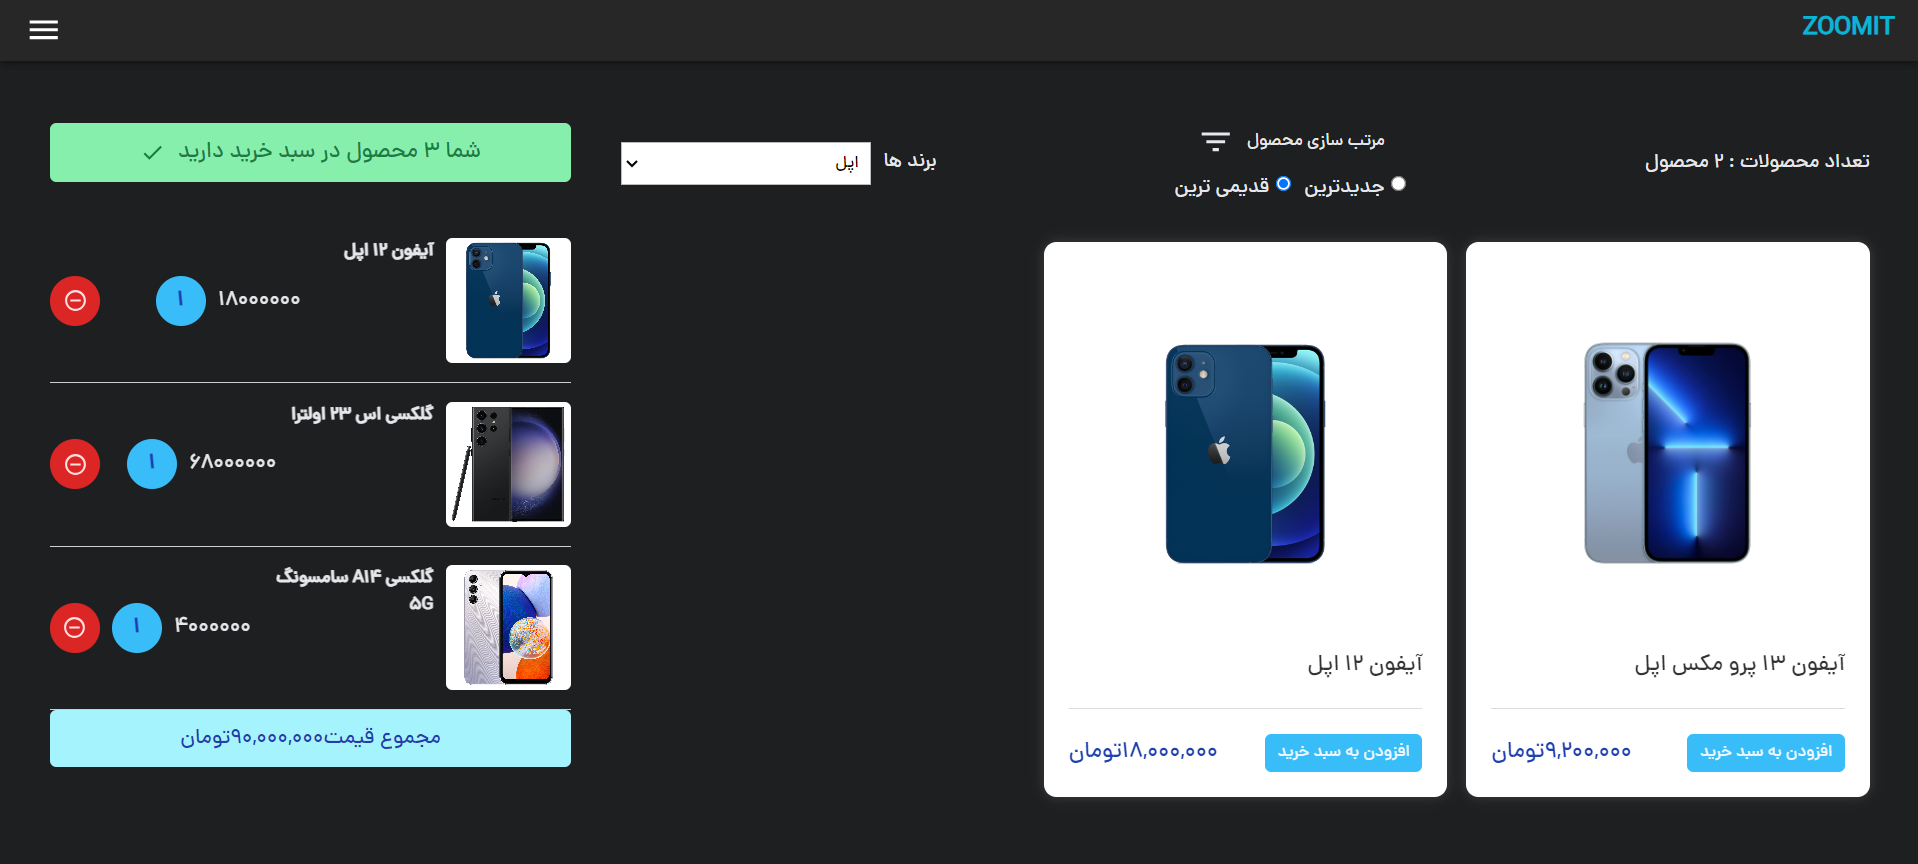 ZOOMIT
تعداد محصولات : ۲ محصول
مرتب سازی محصول
جدیدترین
قدیمی ترین
برند ها
اپل
آیفون ۱۳ پرو مکس اپل
افزودن به سبد خرید
۹,۲۰۰,۰۰۰تومان
آیفون ۱۲ اپل
افزودن به سبد خرید
۱۸,۰۰۰,۰۰۰تومان
شما ۳ محصول در سبد خرید دارید
آیفون ۱۲ اپل
۱۸۰۰۰۰۰۰
۱
گلکسی اس ۲۳ اولترا
۶۸۰۰۰۰۰۰
۱
گلکسی A۱۴ سامسونگ
۵G
۴۰۰۰۰۰۰
۱
مجموع قیمت۹۰,۰۰۰,۰۰۰تومان